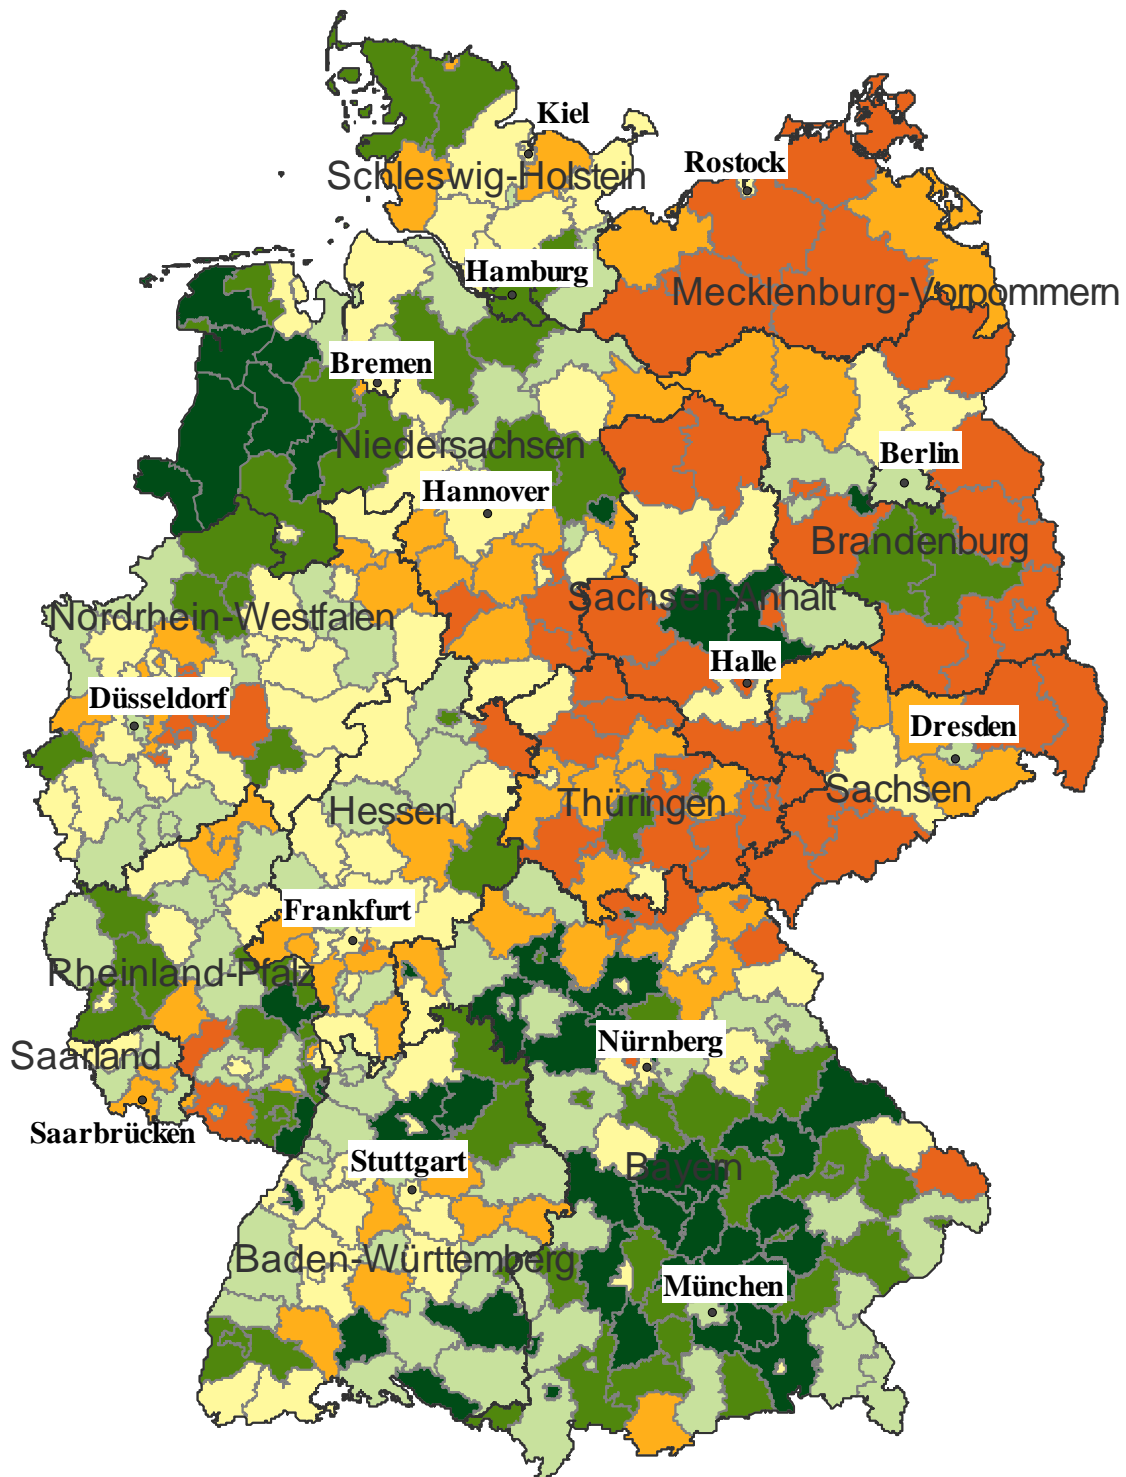 Kiel
Rostock
Schleswig-Holstein
Hamburg
Mecklenburg-Vorpommern
Bremen
Niedersachsen
Berlin
Hannover
Brandenburg
Sachsen-Anhalt
Nordrhein-Westfalen
Halle
Düsseldorf
Dresden
Hessen
Thüringen
Sachsen
Frankfurt
Rheinland-Pfalz
Nürnberg
Saarland
Saarbrücken
Stuttgart
Bayern
Baden-Württemberg
München